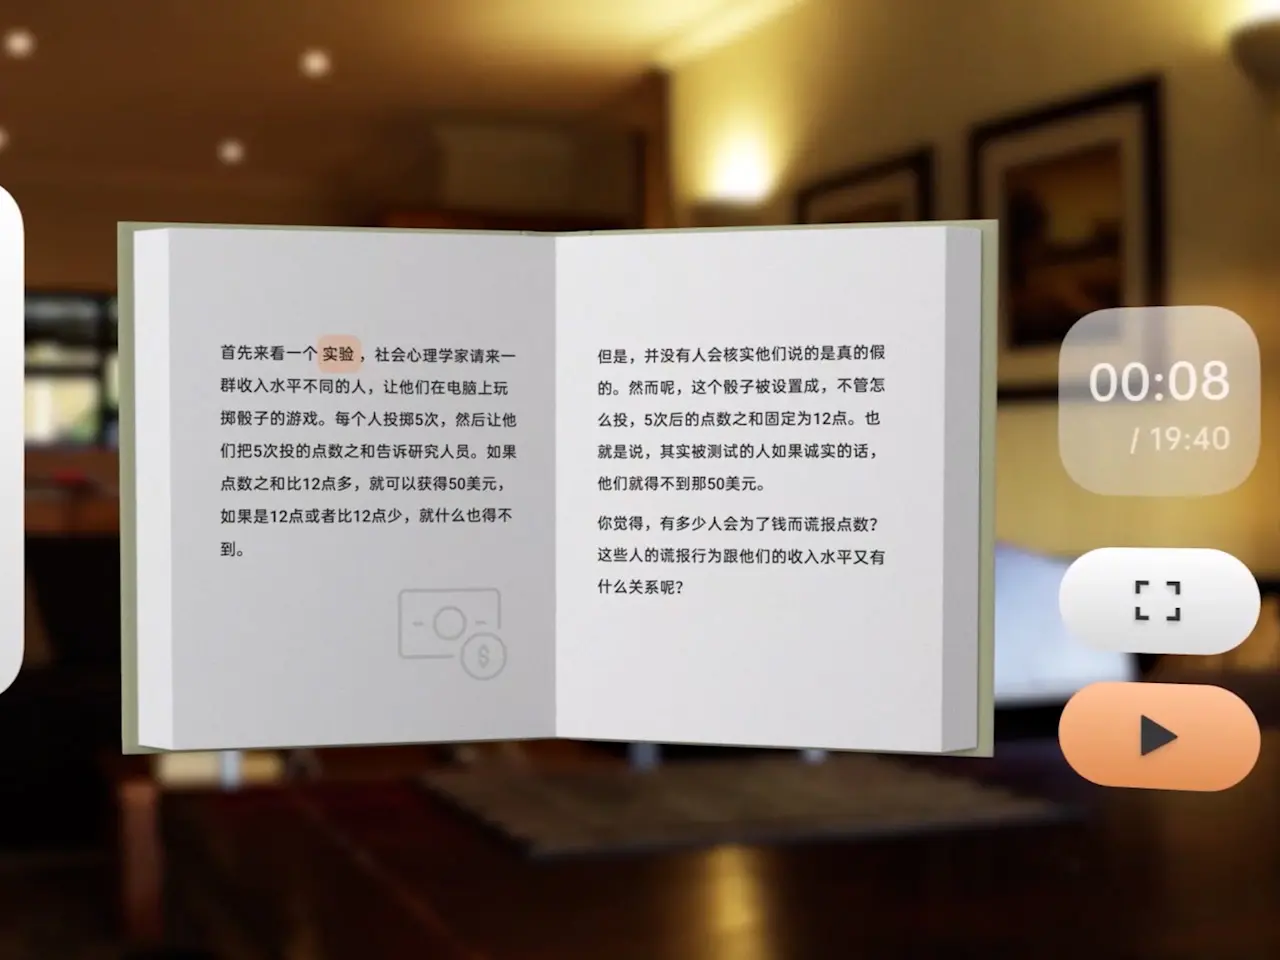 首先来看一个 实验 ，社会心理学家请来一
群收入水平不同的人，让他们在电脑上玩
掷骰子的游戏。每个人投掷5次，然后让他
们把5次投的点数之和告诉研究人员。如果
点数之和比12点多，就可以获得50美元，
如果是12点或者比12点少，就什么也得不
到。
$
但是，并没有人会核实他们说的是真的假
的。然而呢，这个骰子被设置成，不管怎
么投，5次后的点数之和固定为12点。也
就是说，其实被测试的人如果诚实的话，
他们就得不到那50美元。
你觉得，有多少人会为了钱而谎报点数？
这些人的谎报行为跟他们的收入水平又有
什么关系呢？
00:08
/ 19:40